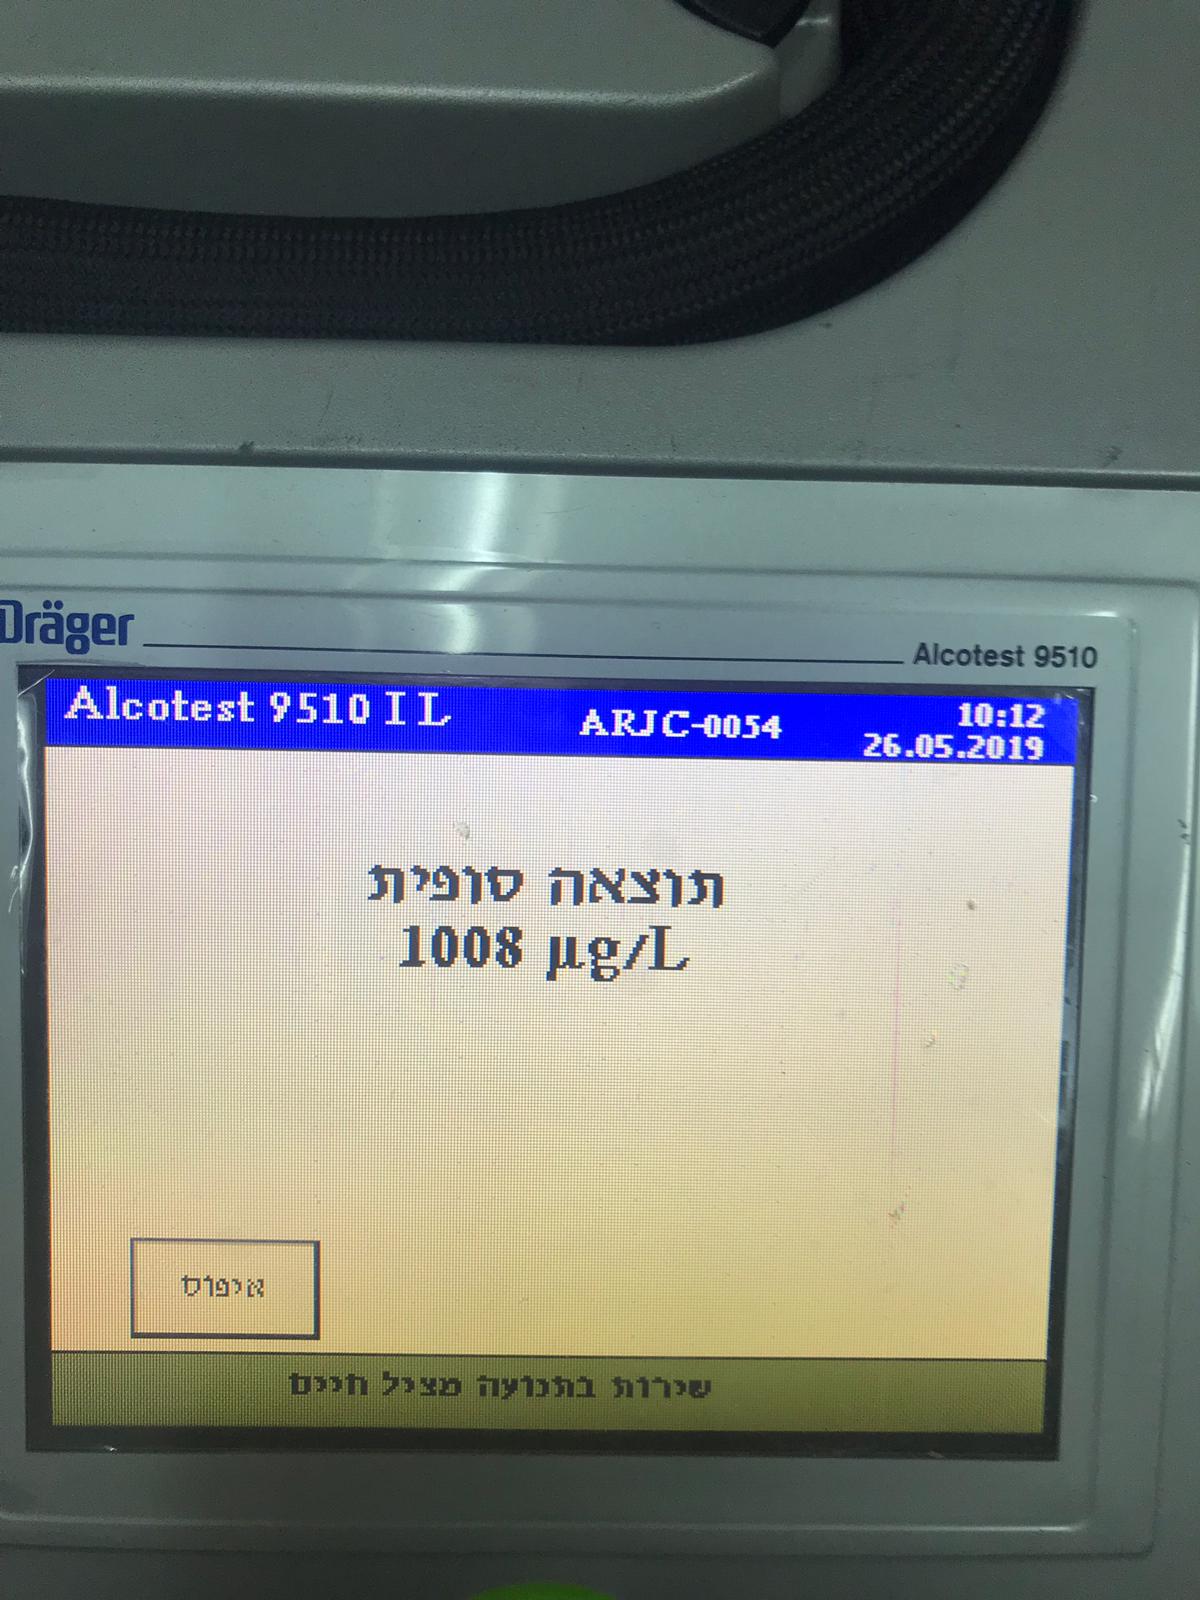 Dräger
Alcotest 9510
Alcotest 9510 IL ARJC-0054 10:12
26.05.2019
תוצאה סופית
1008 µg/L
איפוס
שירות בתנועה מציל חיים